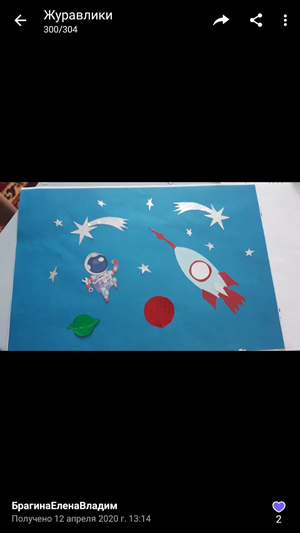 Журавлики
300/304
БрагинаЕленаВладим
Получено 12 апреля 2020 г. 13:14
2